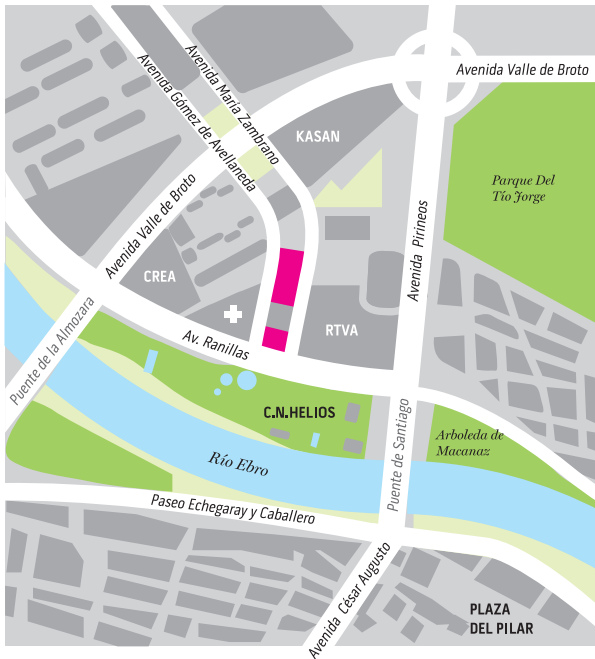 Avenida María Zambrano
Avenida Gómez de Avellaneda
Avenida Valle de Broto
KASAN
Parque Del
Tío Jorge
Avenida Valle de Broto
Avenida Pirineos
CREA
Puente de la Almozara
RTVA
Av. Ranillas
C.N.HELIOS
Puente de Santiago
Arboleda de
Macanaz
Río Ebro
Paseo Echegaray y Caballero
Avenida César Augusto
PLAZA
DEL PILAR